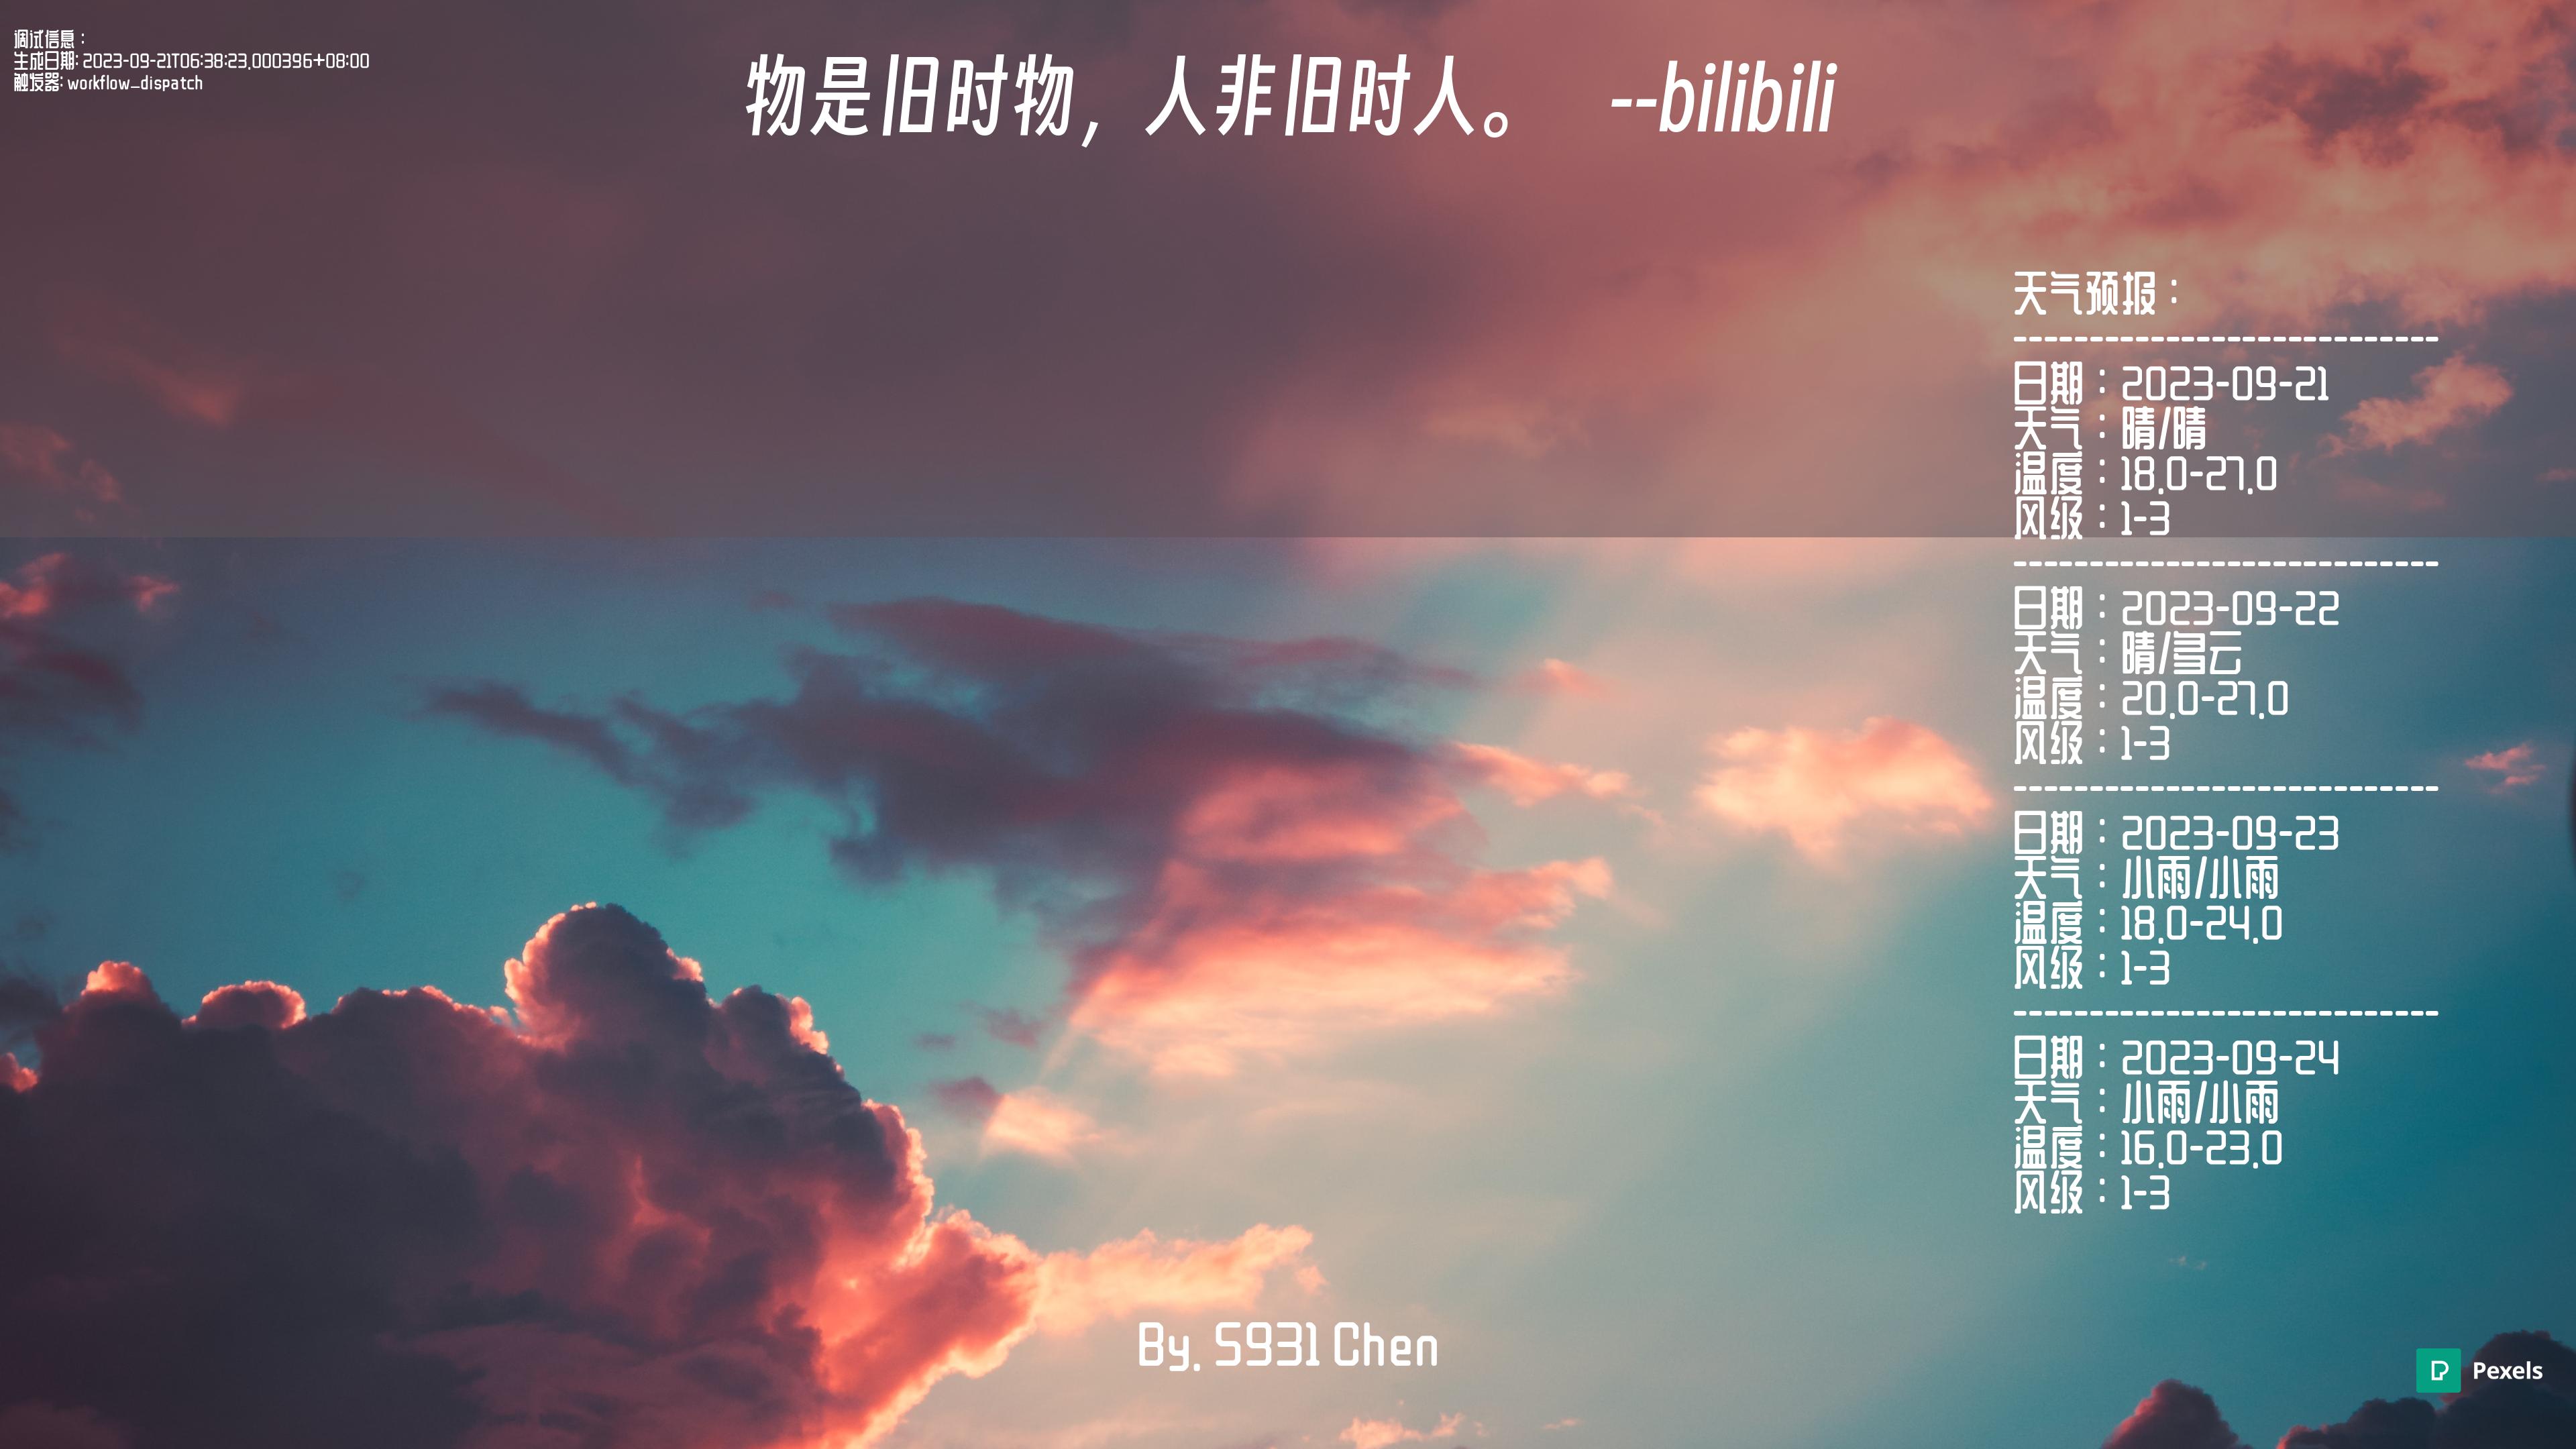 调试信息：
生成日期: 2023-09-21T06:38:23.000396+08:00
触发器: workflow_dispatch
物是旧时物，人非旧时人。 --bilibili
天气预报：
----------------------------
日期：2023-09-21
天气：晴/晴
温度：18.0-27.0
风级：1-3
----------------------------
日期：2023-09-22
天气：晴/多云
温度：20.0-27.0
风级：1-3
----------------------------
日期：2023-09-23
天气：小雨/小雨
温度：18.0-24.0
风级：1-3
----------------------------
日期：2023-09-24
天气：小雨/小雨
温度：16.0-23.0
风级：1-3
By. S931 Chen
Pexels